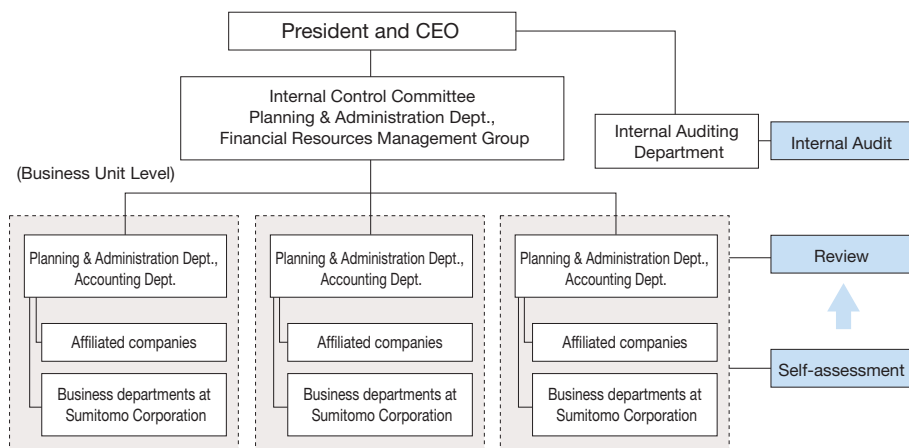 President and CEO
Internal Control Committee
Planning & Administration Dept.,
Financial Resources Management Group
Internal Auditing
Department
Internal Audit
(Business Unit Level)
Planning & Administration Dept.,
Accounting Dept.
Affiliated companies
Business departments at
Sumitomo Corporation
Planning & Administration Dept.,
Accounting Dept.
Affiliated companies
Business departments at
Sumitomo Corporation
Planning & Administration Dept.,
Accounting Dept.
Affiliated companies
Business departments at
Sumitomo Corporation
Review
Self-assessment